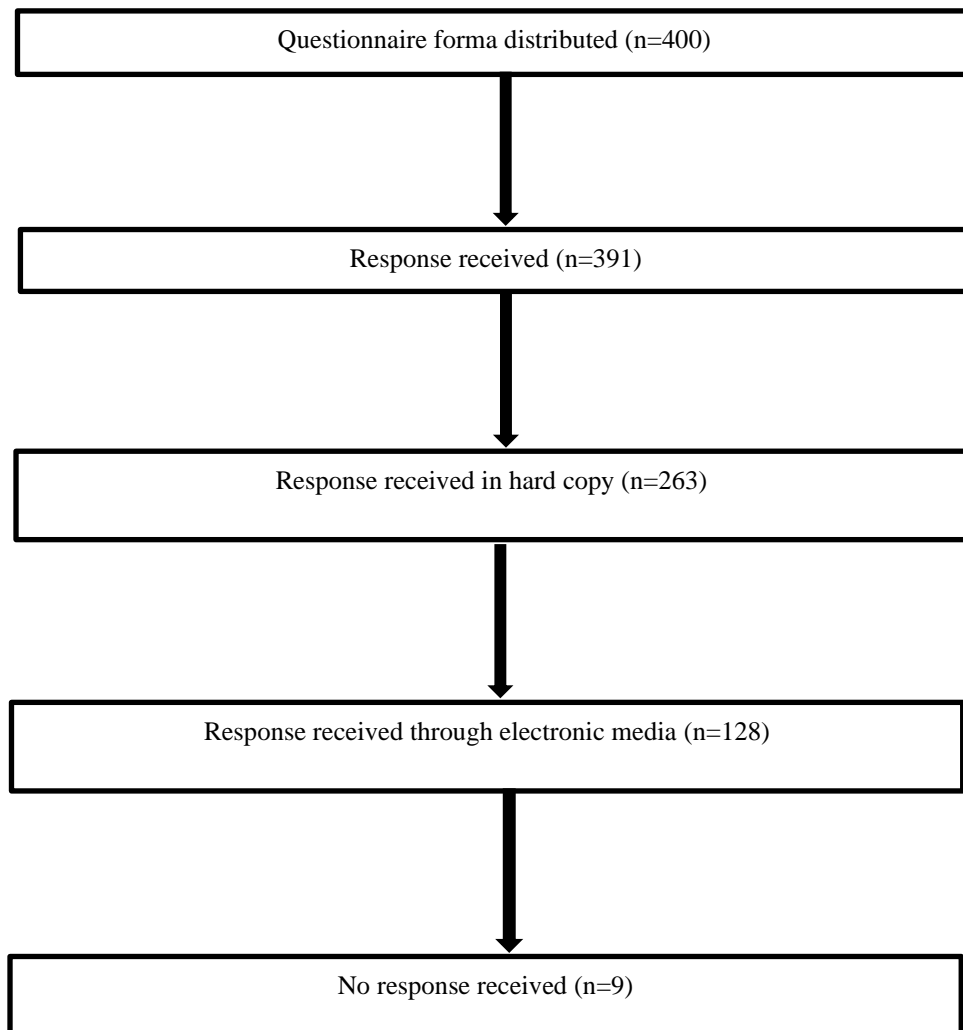 Questionnaire forma distributed (n=400)
Response received (n=391)
Response received in hard copy (n=263)
Response received through electronic media (n=128)
No response received (n=9)